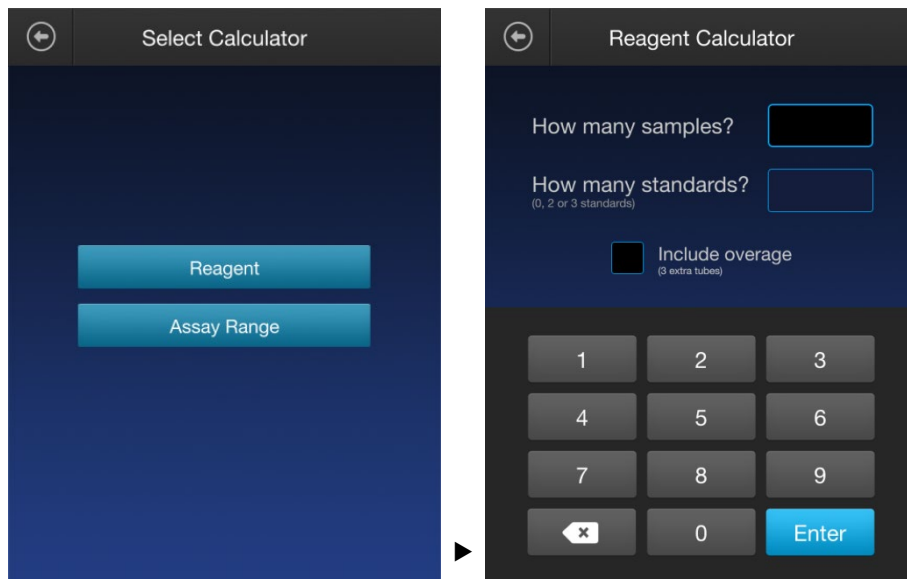 Select Calculator
Reagent
Assay Range
Reagent Calculator
How many samples?
How many standards?
(0, 2 or 3 standards)
Include overage
(3 extra tubes)
1 2 3
4 5 6
7 8 9
0 Enter